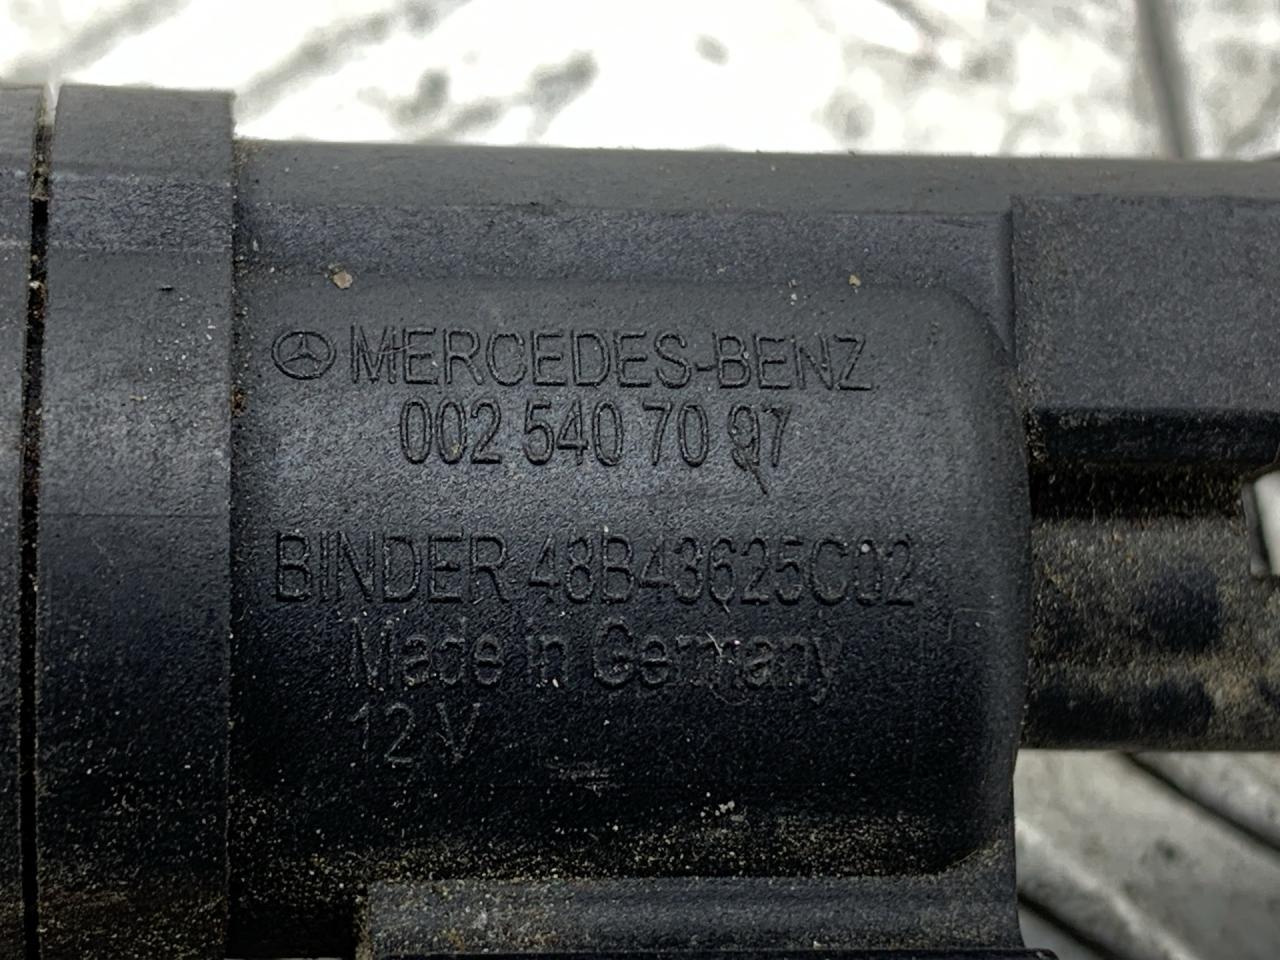 MERCEDES-BENZ
002 540 70 97
BINDER 48B43625C02
Made in Germany
12 V